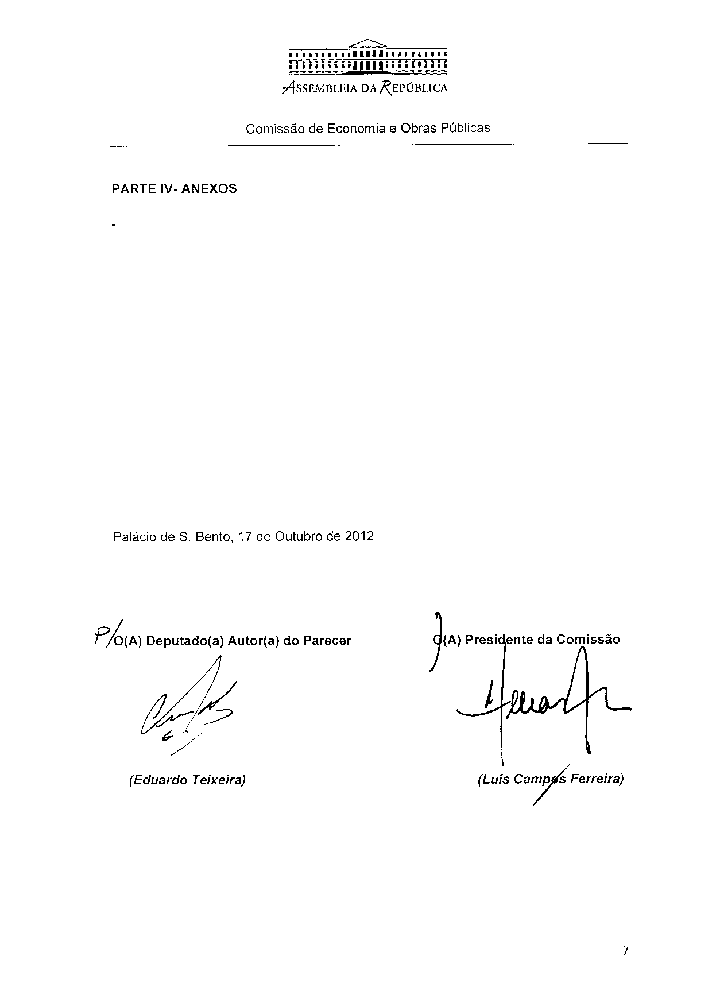 ASSEMBLEIA DA REPÚBLICA
Comissão de Economia e Obras Públicas
PARTE IV- ANEXOS
-
Palácio de S. Bento, 17 de Outubro de 2012
P/O(A) Deputado(a) Autor(a) do Parecer
O(A) Presidente da Comissão
(Eduardo Teixeira)
(Luís Campos Ferreira)
7